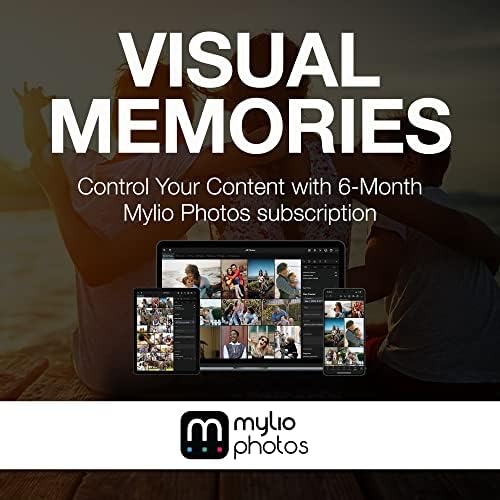 VISUAL
MEMORIES
Control Your Content with 6-Month
Mylio Photos subscription
m mylio
photos